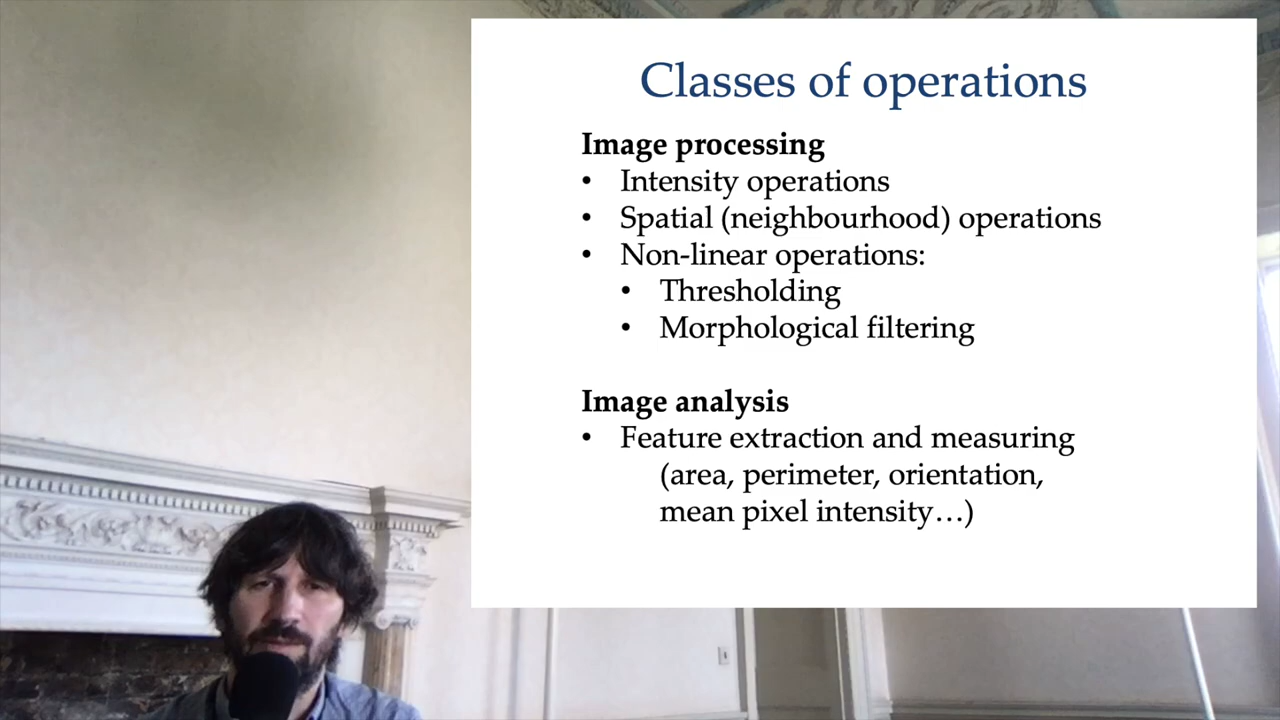 Classes of operations
Image processing
• Intensity operations
• Spatial (neighbourhood) operations
• Non-linear operations:
• Thresholding
• Morphological filtering
Image analysis
• Feature extraction and measuring
(area, perimeter, orientation,
mean pixel intensity…)